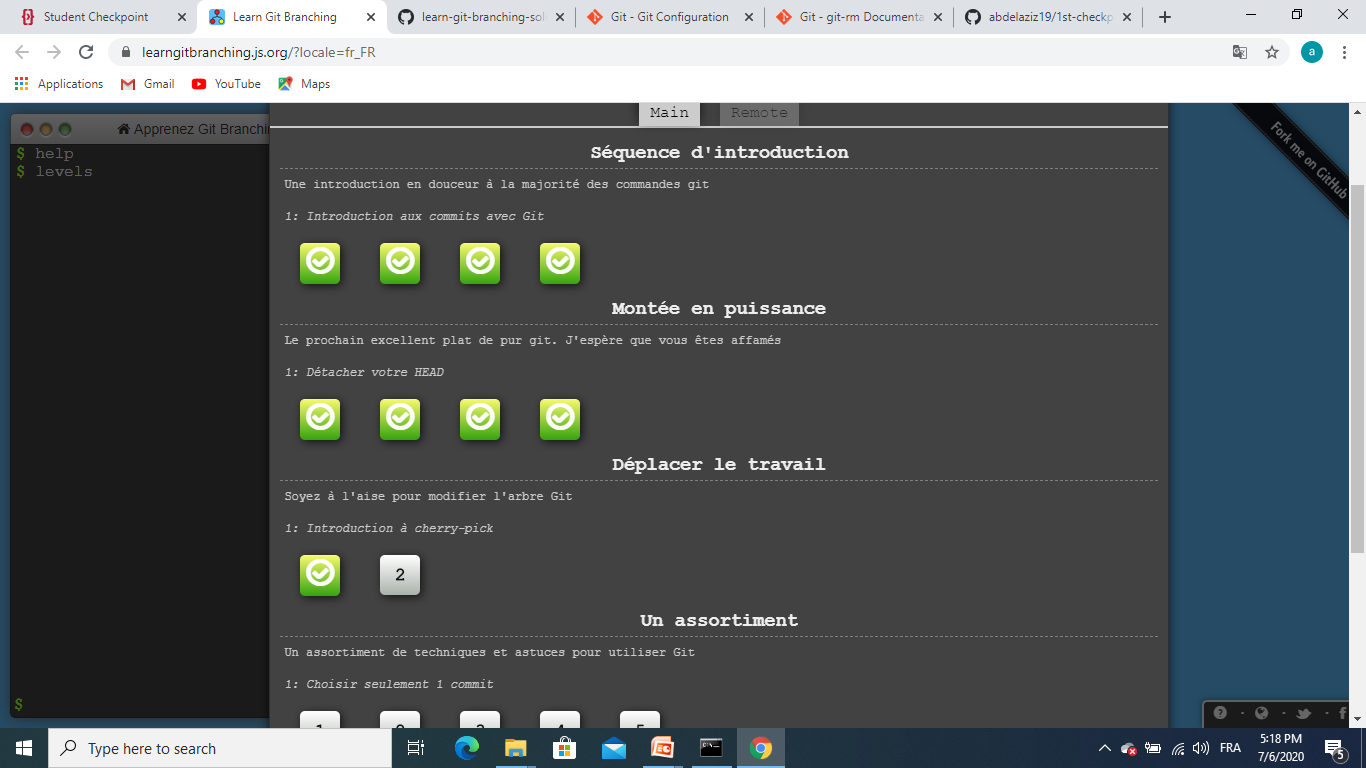 Student Checkpoint
Learn Git Branching
learn-git-branching-sol
Git - Git Configuration
Git - git-rm Documenta
abdelaziz19/1st-checkp
learngitbranching.js.org/?locale=fr_FR
a
Applications
Gmail
YouTube
Maps
Main
Remote
Apprenez Git Branchi
$ help
$ levels
Fork me on GitHub
Séquence d'introduction
Une introduction en douceur à la majorité des commandes git
1: Introduction aux commits avec Git
Montée en puissance
Le prochain excellent plat de pur git. J'espère que vous êtes affamés
1: Détacher votre HEAD
Déplacer le travail
Soyez à l'aise pour modifier l'arbre Git
1: Introduction à cherry-pick
2
Un assortiment
Un assortiment de techniques et astuces pour utiliser Git
1: Choisir seulement 1 commit
1 2 3 4 5
$
Type here to search
FRA
5:18 PM
7/6/2020
5